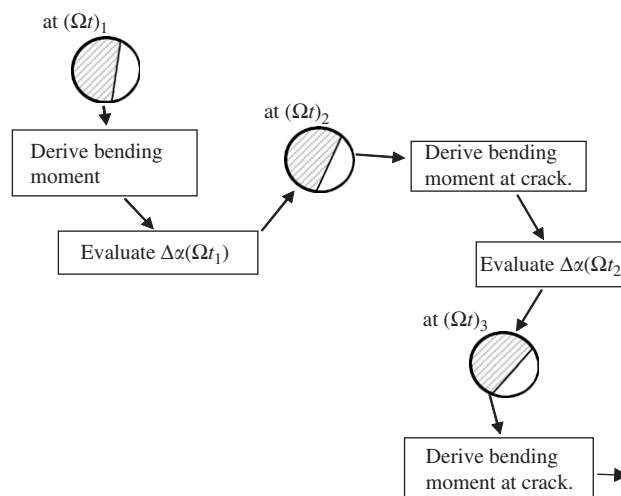 at (Ωt)₁
Derive bending
moment
Evaluate Δα(Ωt₁)
at (Ωt)₂
Derive bending
moment at crack.
Evaluate Δα(Ωt₂
at (Ωt)₃
Derive bending
moment at crack.